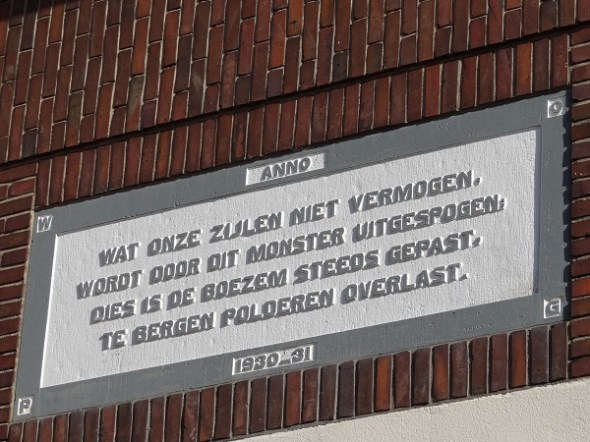 W O
ANNO
WAT ONZE ZIJLEN NIET VERMOGEN,
WORDT DOOR DIT MONSTER UITGESPOGEN;
DIES IS DE BOEZEM STEEDS GEPAST,
TE BERGEN POLDEREN OVERLAST.
1930-31
P G